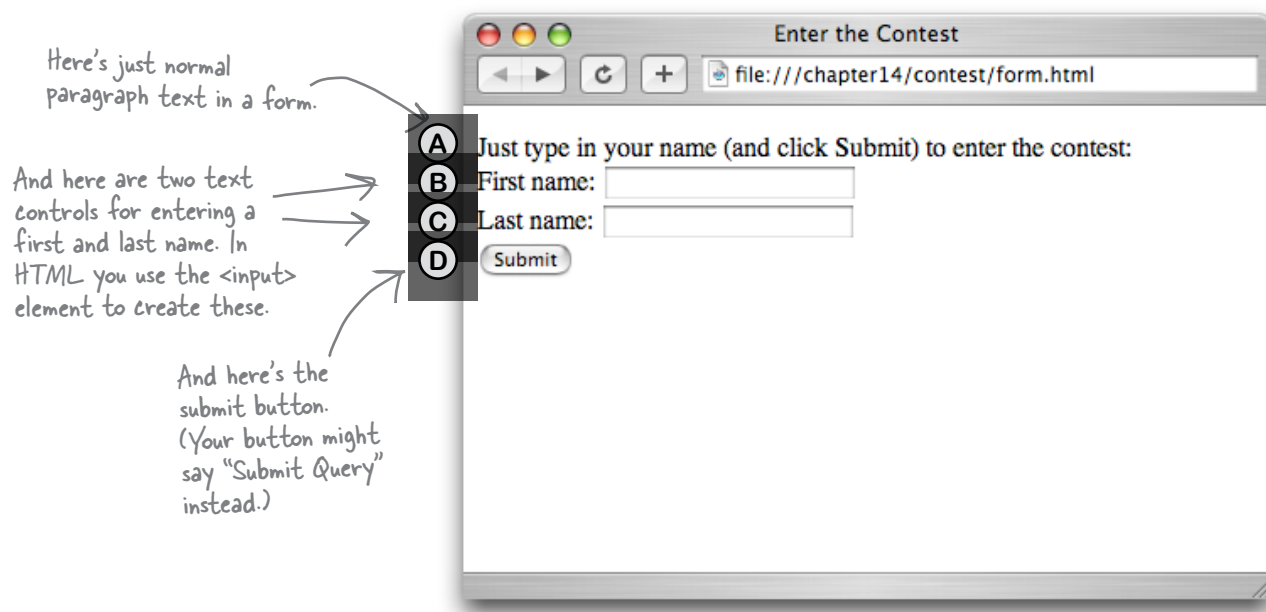 Here's just normal
paragraph text in a form.
And here are two text
controls for entering a
first and last name. In
HTML you use the <input>
element to create these.
And here's the
submit button.
(Your button might
say “Submit Query”
instead.)
A
B
C
D
Enter the Contest
file:///chapter14/contest/form.html
Just type in your name (and click Submit) to enter the contest:
First name:
Last name:
Submit